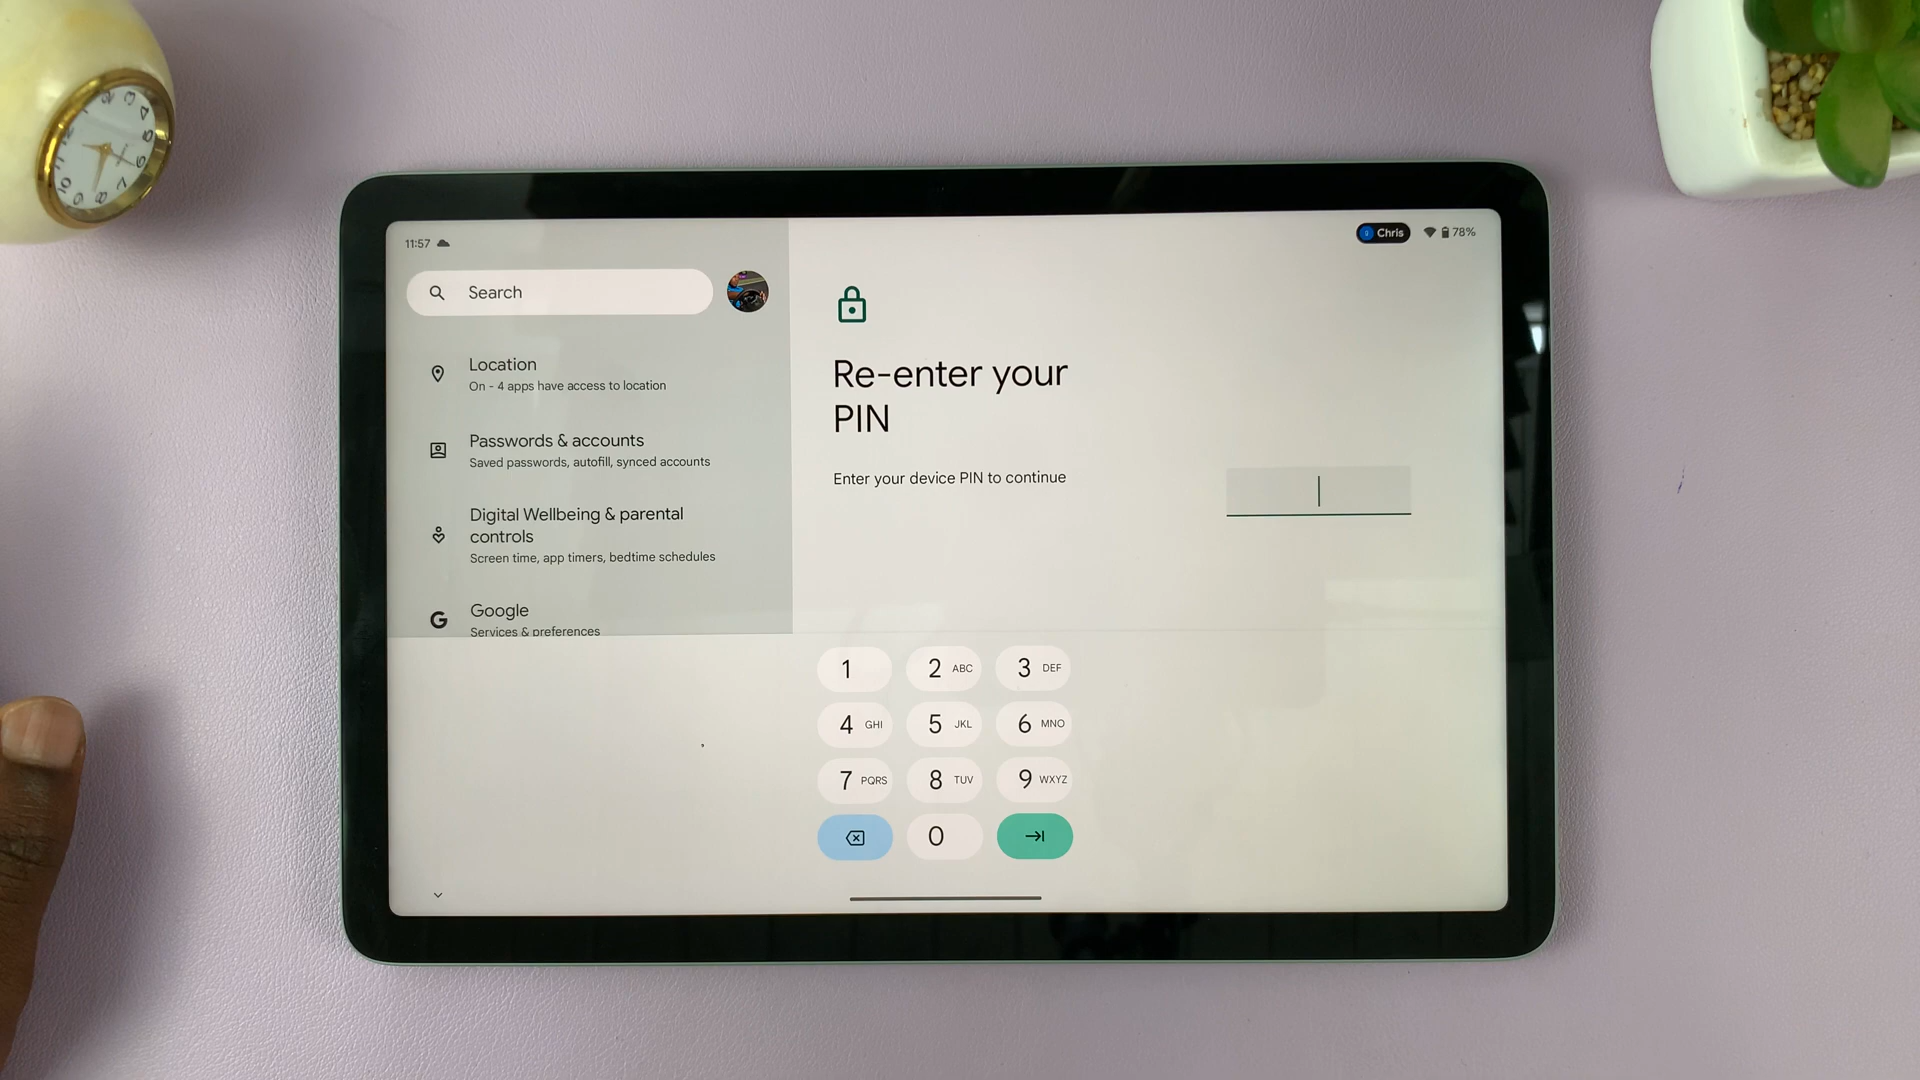 11:57
Chris
78%
Search
Location
On - 4 apps have access to location
Passwords & accounts
Saved passwords, autofill, synced accounts
Digital Wellbeing & parental
controls
Screen time, app timers, bedtime schedules
Google
Services & preferences
Re-enter your
PIN
Enter your device PIN to continue
1
2 ABC
3 DEF
4 GHI
5 JKL
6 MNO
7 PQRS
8 TUV
9 WXYZ
0